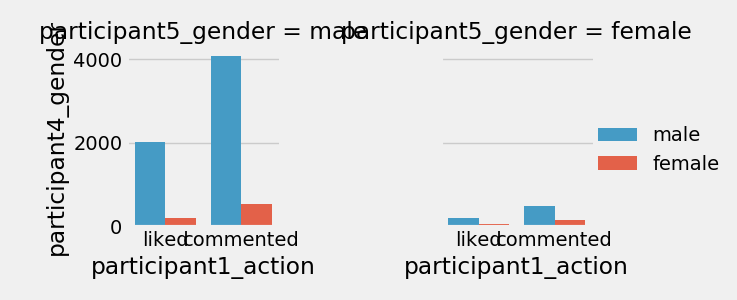 participant5_gender = male
participant5_gender = female
participant4_gender
4000
2000
0
liked
commented
participant1_action
liked
commented
participant1_action
male
female